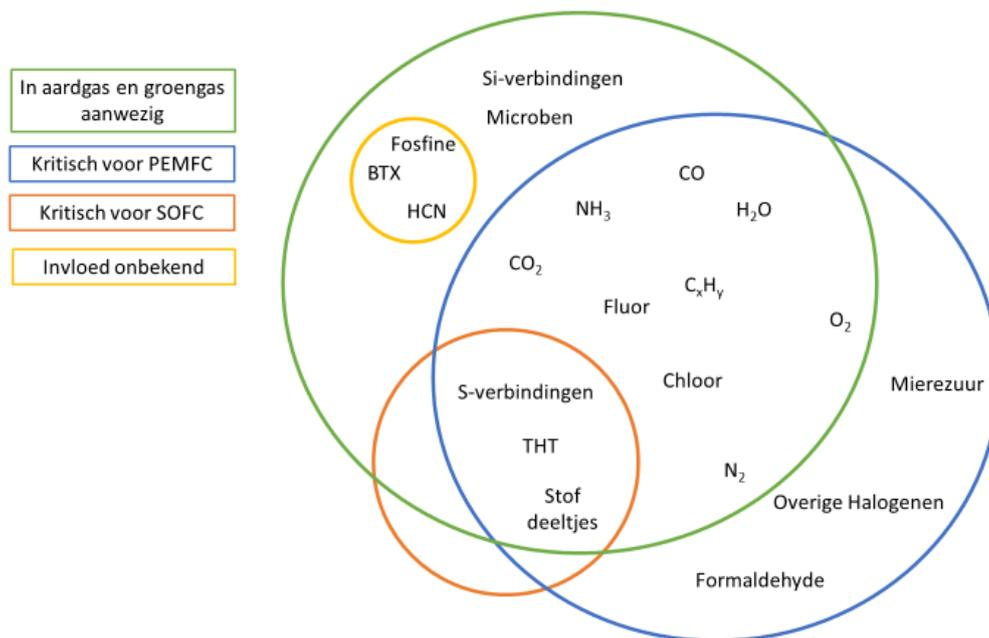 In aardgas en groengas
aanwezig
Kritisch voor PEMFC
Kritisch voor SOFC
Invloed onbekend
Si-verbindingen
Microben
Fosfine
BTX
HCN
CO
NH₃
H₂O
CO₂
CₓHᵧ
Fluor
O₂
S-verbindingen
Chloor
Mierezuur
THT
N₂
Stof
deeltjes
Overige Halogenen
Formaldehyde